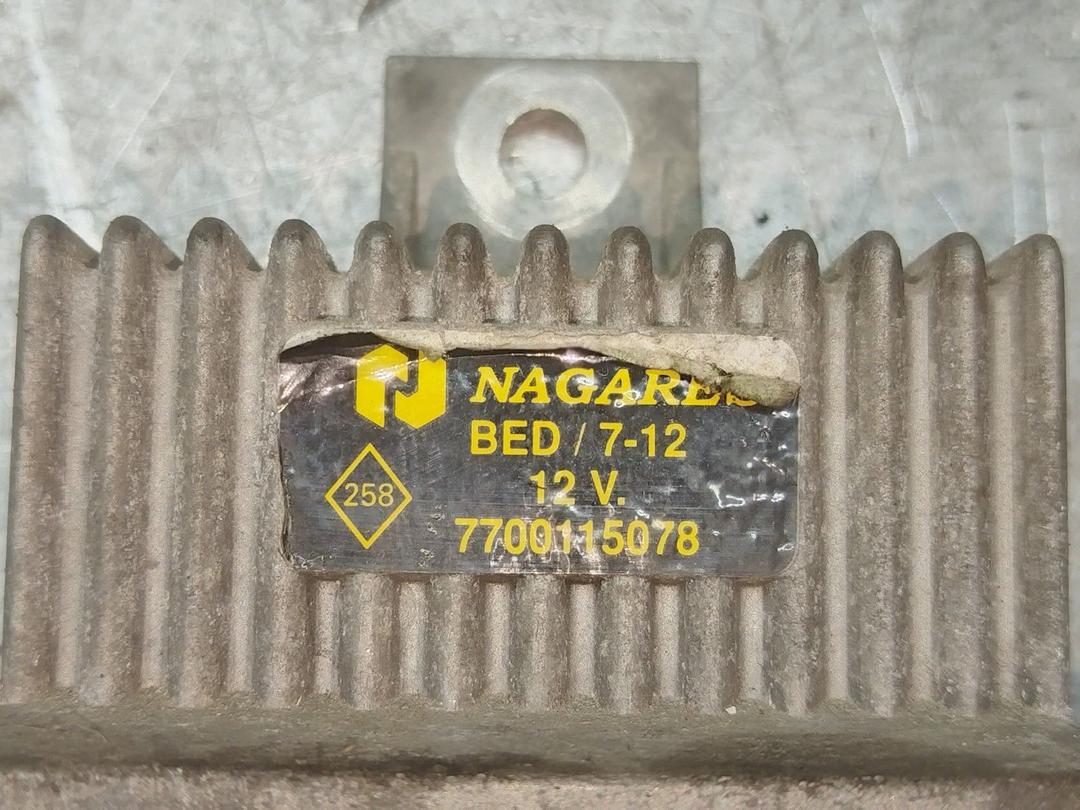 NAGARES
BED / 7-12
258
12 V.
7700115078